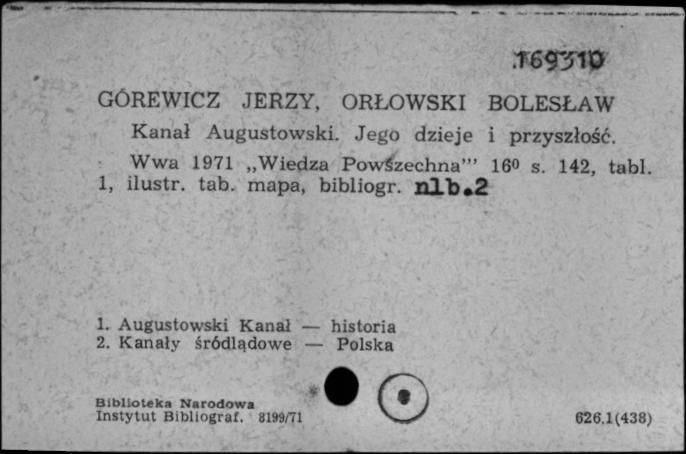 169310
GÓREWICZ JERZY, ORŁOWSKI BOLESŁAW
Kanał Augustowski. Jego dzieje i przyszłość.
Wwa 1971 „Wiedza Powszechna”' 16⁰ s. 142, tabl.
1, ilustr. tab. mapa, bibliogr. nlb.2
1. Augustowski Kanał — historia
2. Kanały śródlądowe — Polska
Biblioteka Narodowa
Instytut Bibliograf. 8199/71
626.1(438)